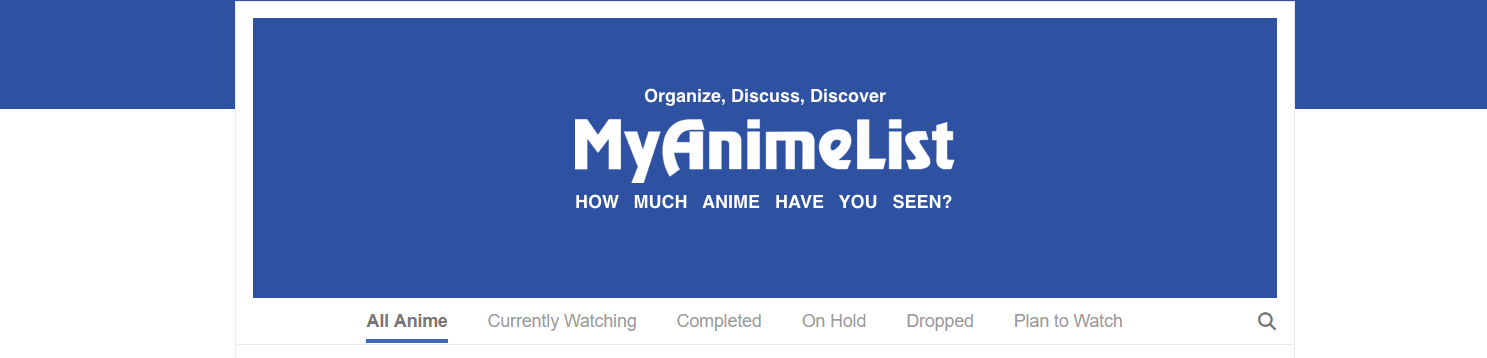 Organize, Discuss, Discover
MyAnimeList
HOW MUCH ANIME HAVE YOU SEEN?
All Anime Currently Watching Completed On Hold Dropped Plan to Watch